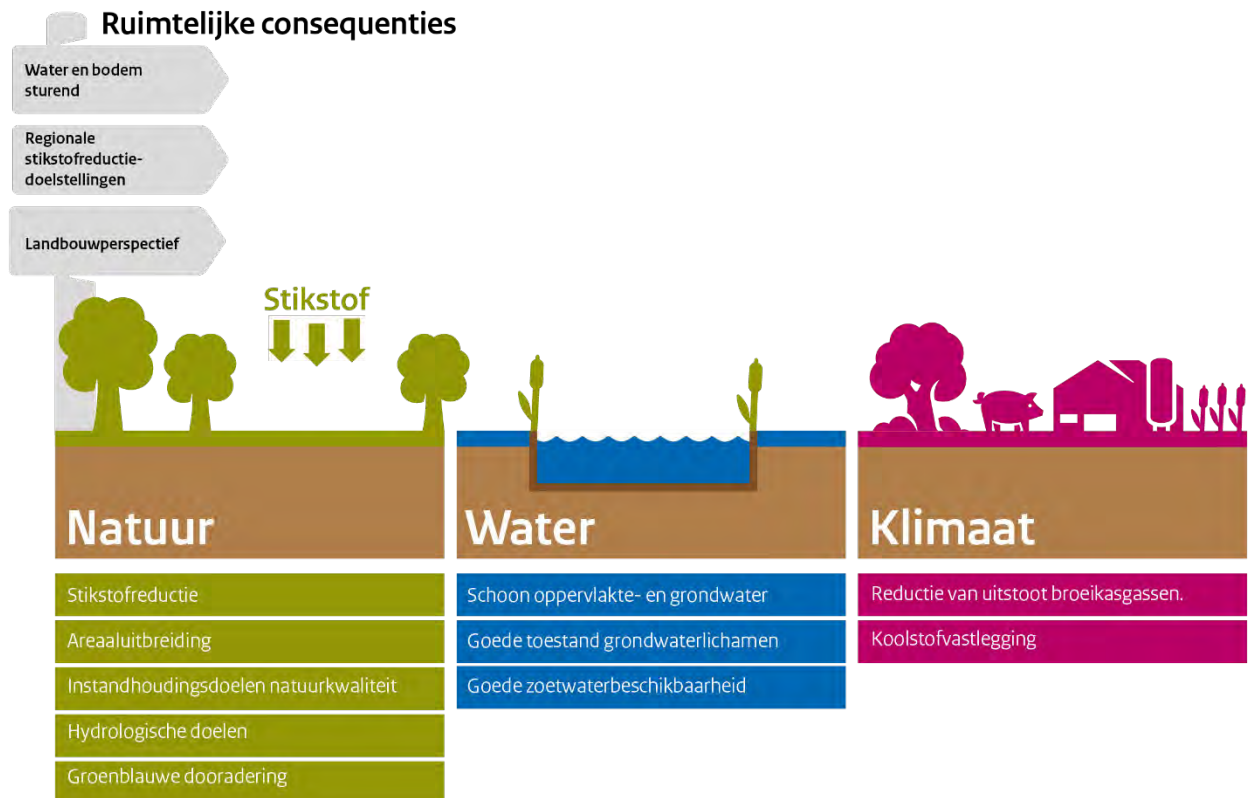 Ruimtelijke consequenties
Water en bodem
sturend
Regionale
stikstofreductie-
doelstellingen
Landbouwperspectief
Stikstof
Natuur
Stikstofreductie
Areaaluitbreiding
Instandhoudingsdoelen natuurkwaliteit
Hydrologische doelen
Groenblauwe dooradering
Water
Schoon oppervlakte- en grondwater
Goede toestand grondwaterlichamen
Goede zoetwaterbeschikbaarheid
Klimaat
Reductie van uitstoot broeikasgassen.
Koolstofvastlegging